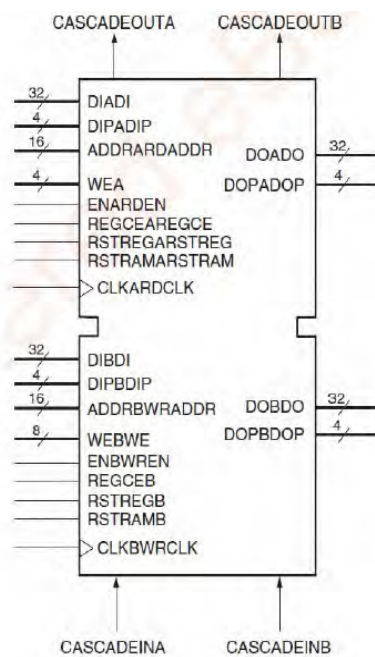 CASCADEOUTA CASCADEOUTB
32 DIADI
4 DIPADIP
16 ADDRARDADDR
DOADO 32
4 WEA
DOPADOP 4
ENARDEN
REGCEAREGCE
RSTREGARSTREG
RSTRAMARSTRAM
CLKARDCLK
32 DIBDI
4 DIPBDIP
16 ADDRBWRADDR
DOBDO 32
8 WEBWE
DOPBDOP 4
ENBWREN
REGCEB
RSTREGB
RSTRAMB
CLKBWRCLK
CASCADEINA CASCADEINB